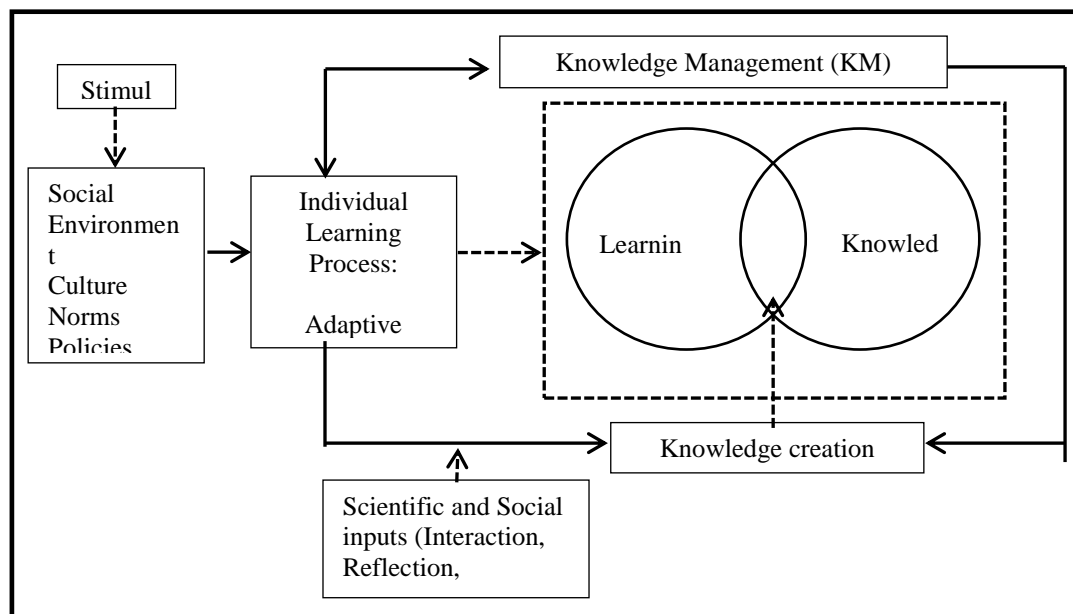 Knowledge Management (KM)
Stimul
Social
Environmen
t
Culture
Norms
Policies
Individual
Learning
Process:
Adaptive
Learnin
Knowled
Knowledge creation
Scientific and Social
inputs (Interaction,
Reflection,